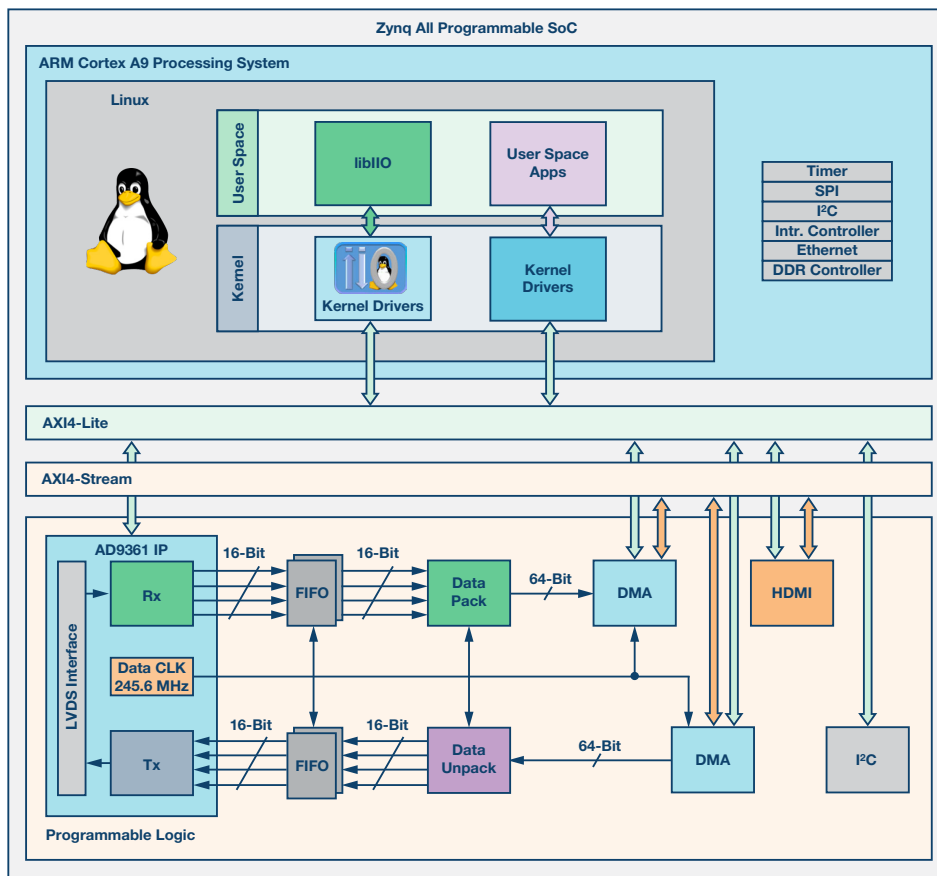 Zynq All Programmable SoC
ARM Cortex A9 Processing System
Linux
User Space
libIIO
User Space
Apps
Timer
SPI
I²C
Intr. Controller
Ethernet
DDR Controller
Kernel
iio
Kernel Drivers
Kernel
Drivers
AXI4-Lite
AXI4-Stream
AD9361 IP
LVDS Interface
Rx
16-Bit
FIFO
16-Bit
Data
Pack
64-Bit
DMA
HDMI
Data CLK
245.6 MHz
Tx
16-Bit
FIFO
16-Bit
Data
Unpack
64-Bit
DMA
I²C
Programmable Logic